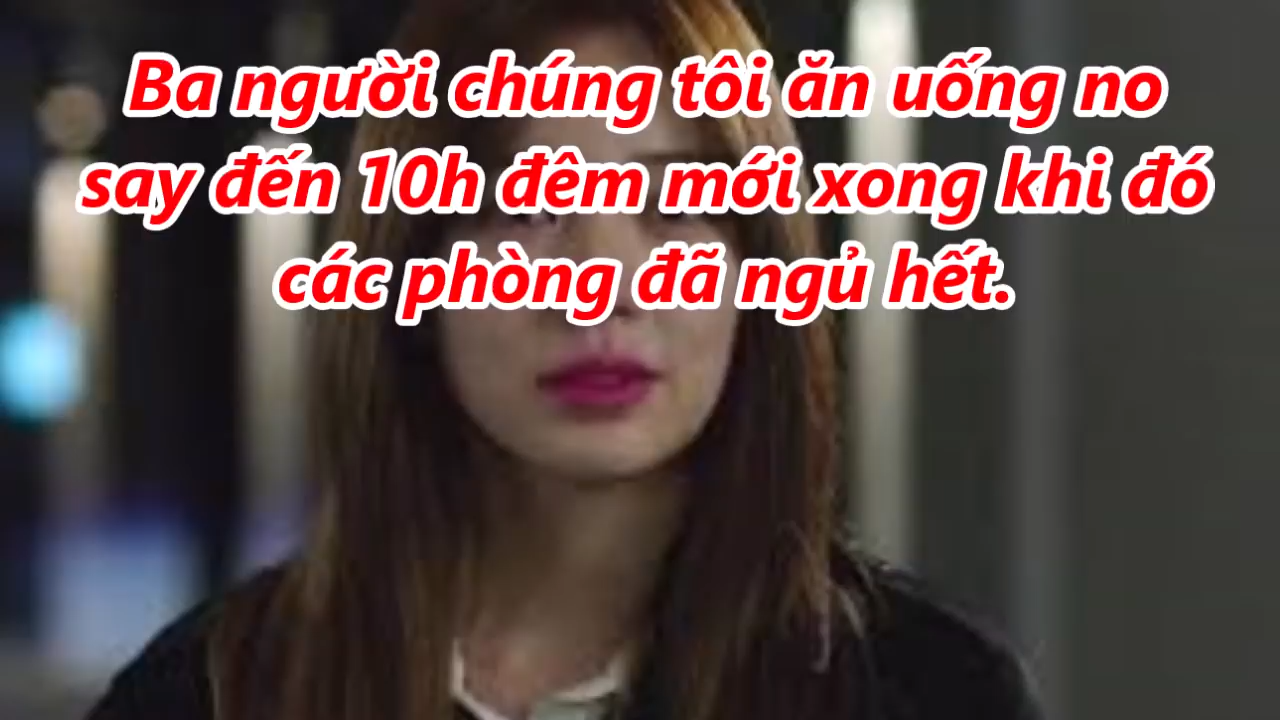 Ba người chúng tôi ăn uống no
say đến 10h đêm mới xong khi đó
các phòng đã ngủ hết.